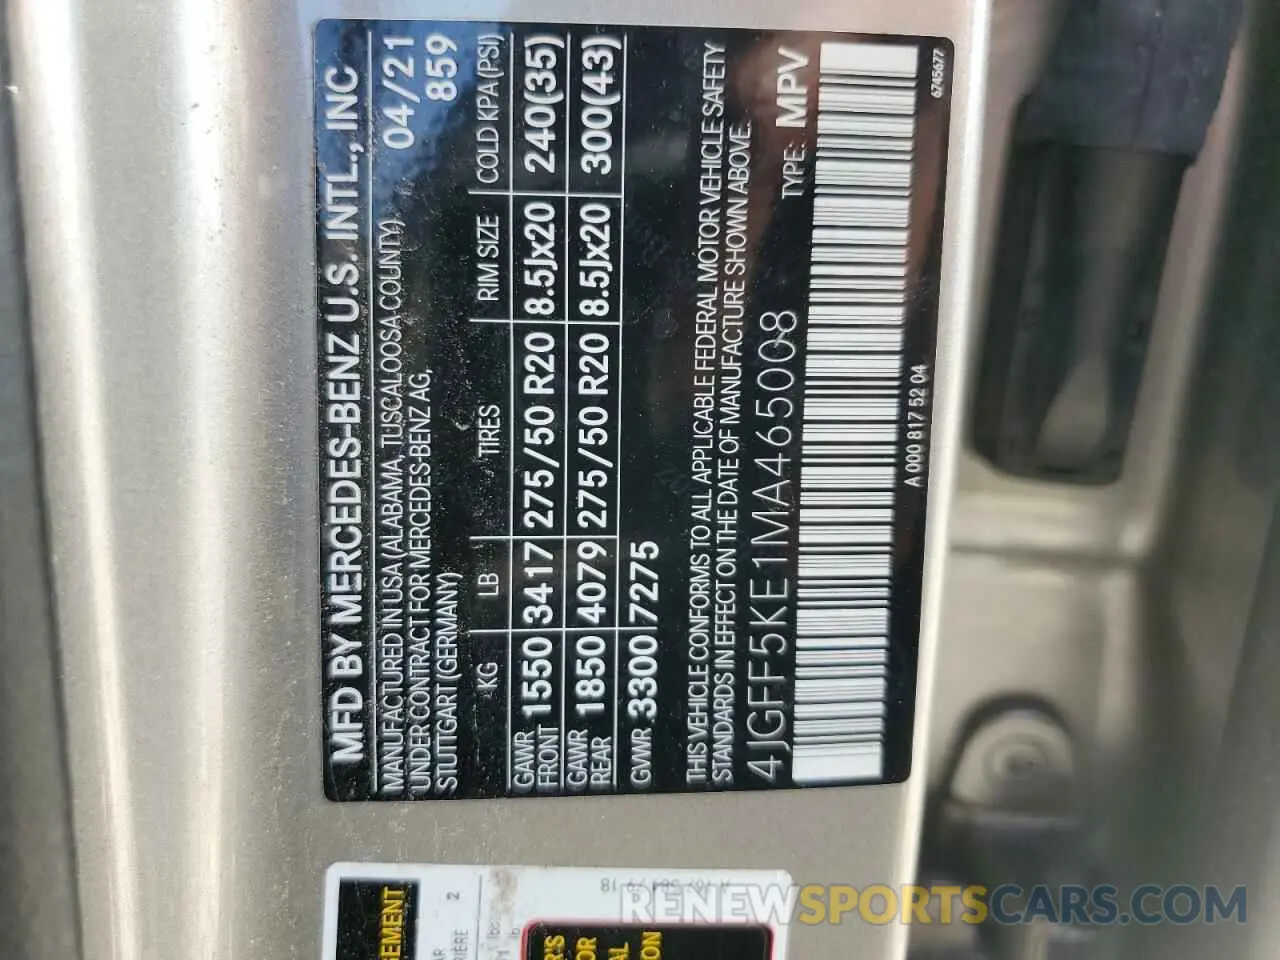 MFD BY MERCEDES-BENZ U.S. INTL., INC
MANUFACTURED IN USA (ALABAMA, TUSCALOOSA COUNTY) 04/21
UNDER CONTRACT FOR MERCEDES-BENZ AG, 859
STUTTGART (GERMANY)
KG LB TIRES RIM SIZE COLD KPA (PSI)
GAWR FRONT 1550 3417 275/50 R20 8.5Jx20 240(35)
GAWR REAR 1850 4079 275/50 R20 8.5Jx20 300(43)
GVWR 3300 7275
THIS VEHICLE CONFORMS TO ALL APPLICABLE FEDERAL MOTOR VEHICLE SAFETY
STANDARDS IN EFFECT ON THE DATE OF MANUFACTURE SHOWN ABOVE.
4JGFF5KE1MA465008 TYPE: MPV
A 000 817 52 04 6745677
GEMENT
2
RENEWSPORTSCARS.COM